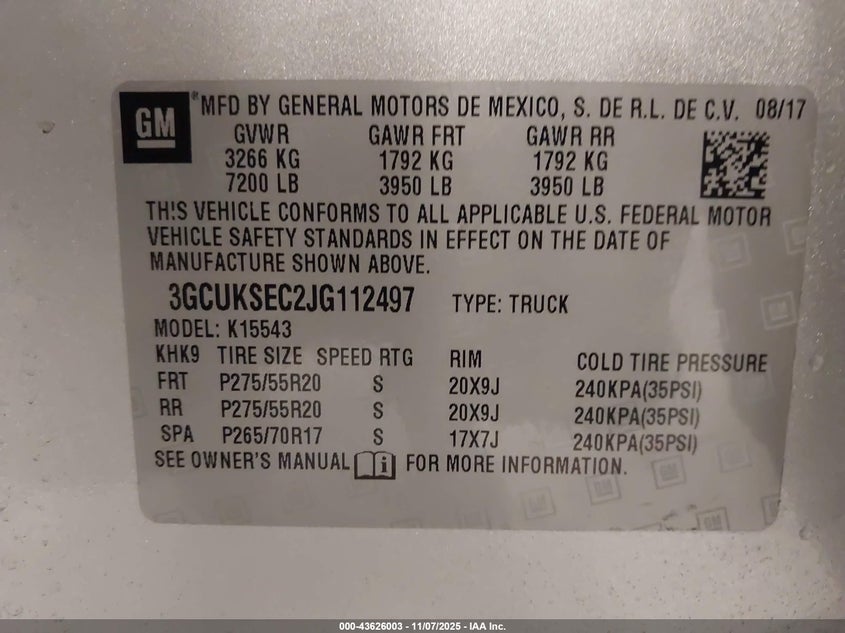 GM *MFD BY GENERAL MOTORS DE MEXICO, S. DE R.L. DE C.V. 08/17
GVWR GAWR FRT GAWR RR
3266 KG 1792 KG 1792 KG
7200 LB 3950 LB 3950 LB
TH!S VEHICLE CONFORMS TO ALL APPLICABLE U.S. FEDERAL MOTOR
VEHICLE SAFETY STANDARDS IN EFFECT ON THE DATE OF
MANUFACTURE SHOWN ABOVE.
3GCUKSEC2JG112497 TYPE: TRUCK
MODEL: K15543
KHK9 TIRE SIZE SPEED RTG RIM COLD TIRE PRESSURE
FRT P275/55R20 S 20X9J 240KPA(35PSI)
RR P275/55R20 S 20X9J 240KPA(35PSI)
SPA P265/70R17 S 17X7J 240KPA(35PSI)
SEE OWNER'S MANUAL i FOR MORE INFORMATION.
000-43626003 - 11/07/2025 - IAA Inc.